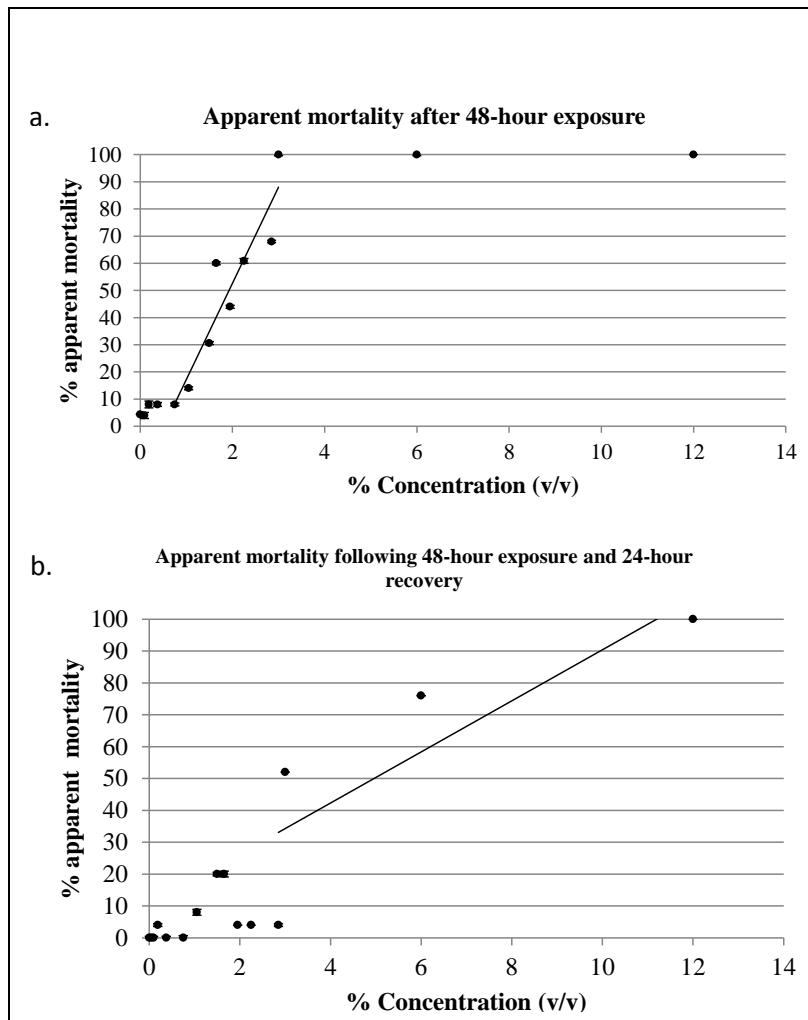 a.
Apparent mortality after 48-hour exposure
100
90
80
70
60
50
40
30
20
10
0
% apparent mortality
0 2 4 6 8 10 12 14
% Concentration (v/v)
b.
Apparent mortality following 48-hour exposure and 24-hour
recovery
100
90
80
70
60
50
40
30
20
10
0
% apparent mortality
0 2 4 6 8 10 12 14
% Concentration (v/v)